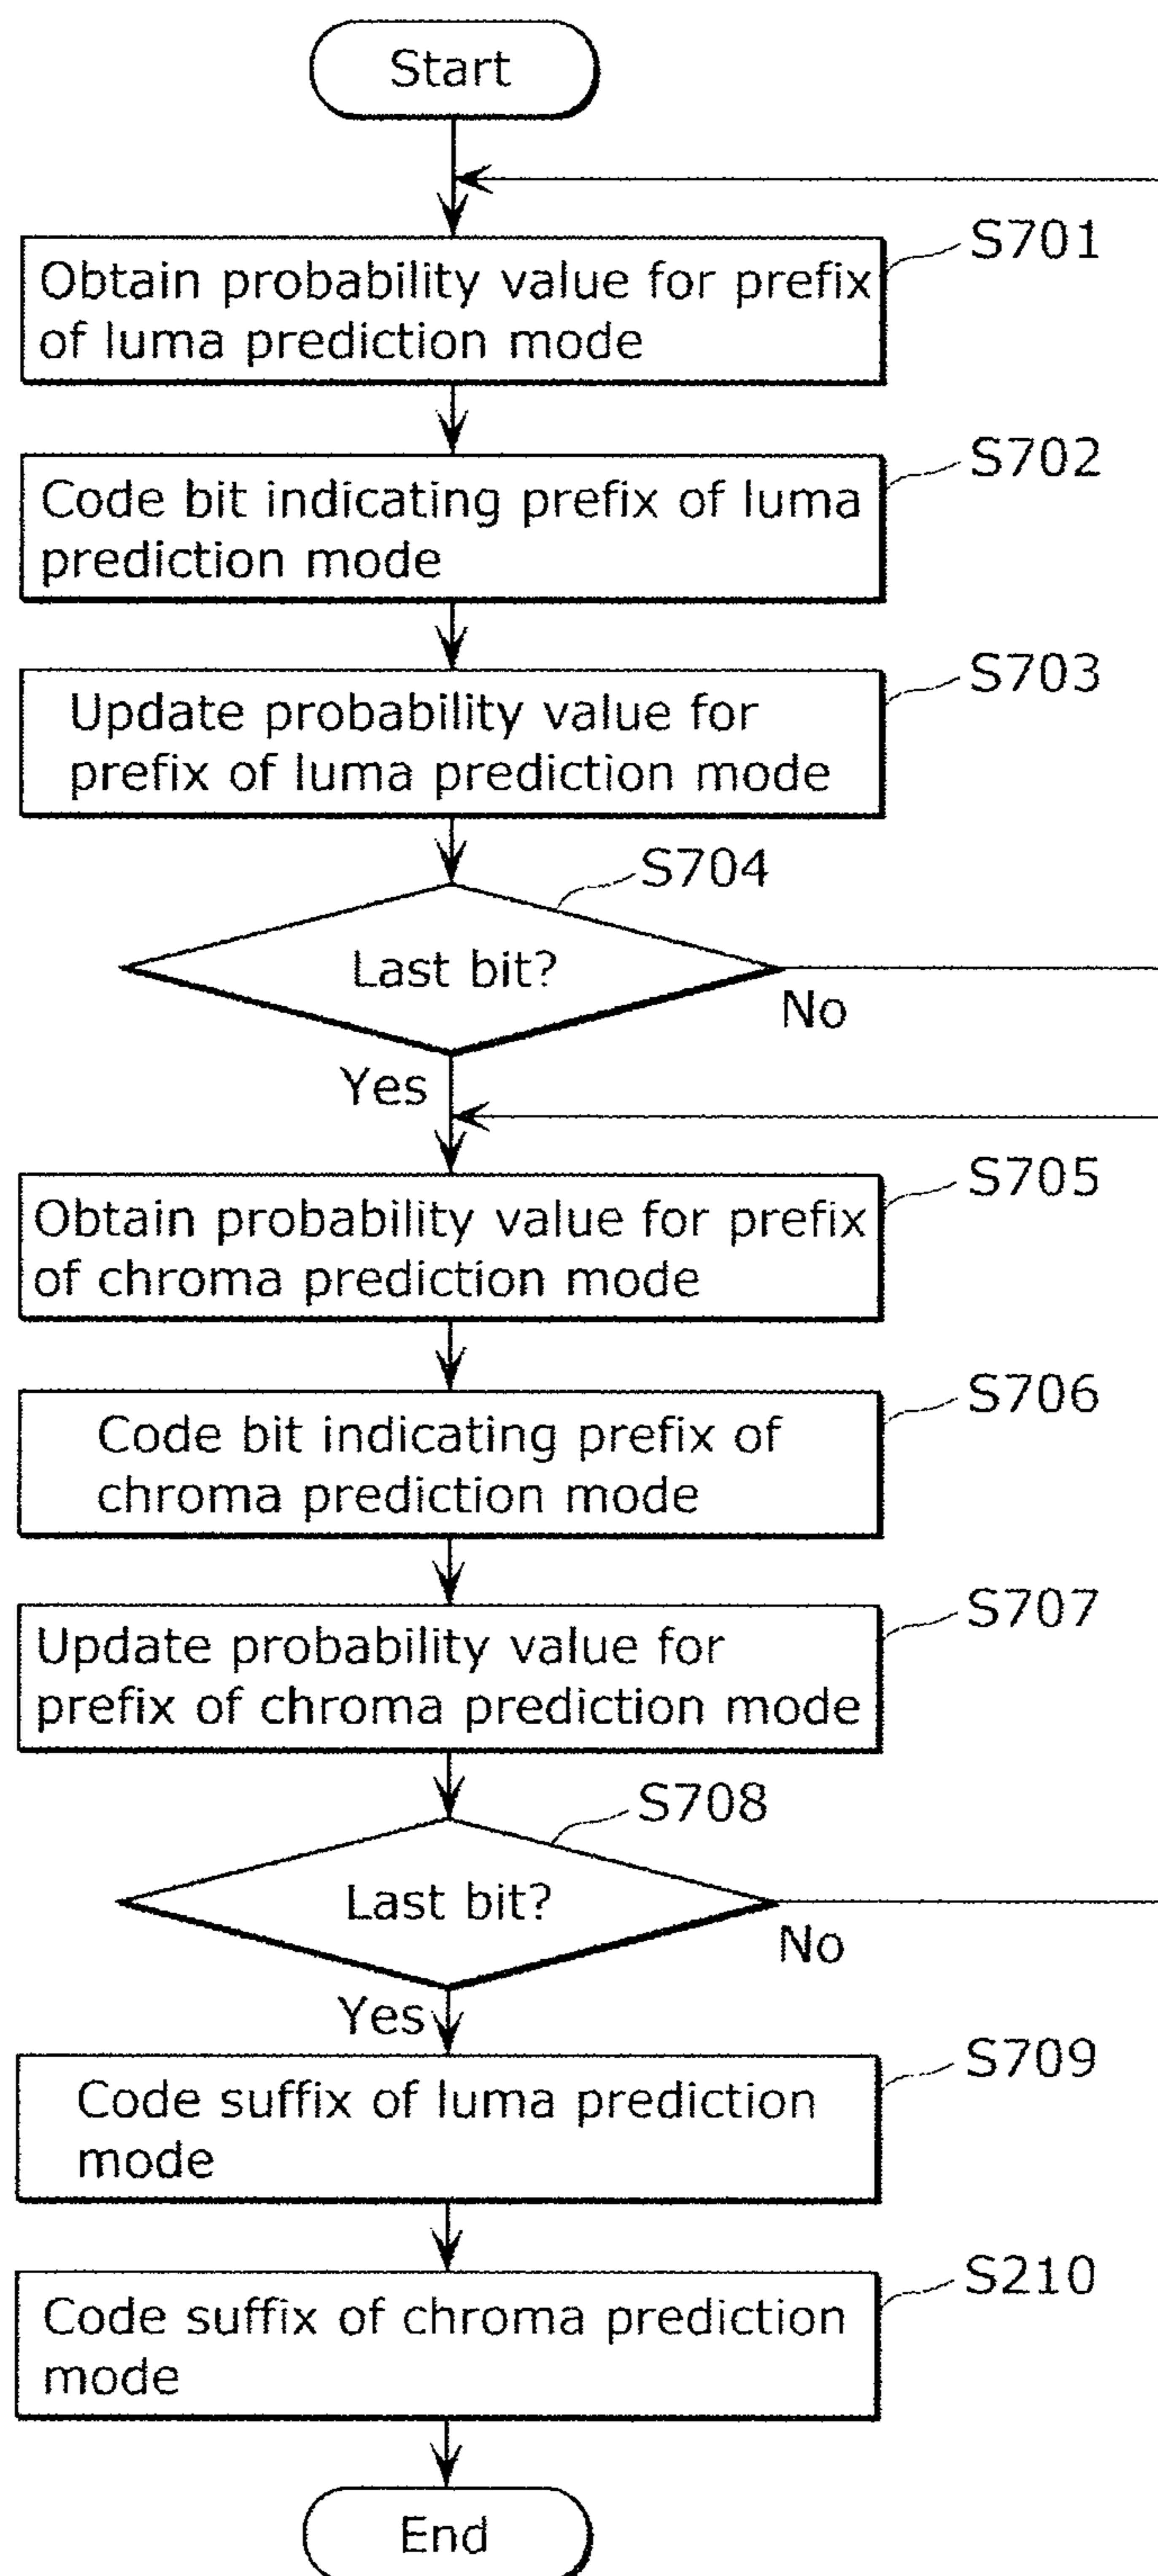 Start
S701
Obtain probability value for prefix
of luma prediction mode
S702
Code bit indicating prefix of luma
prediction mode
S703
Update probability value for
prefix of luma prediction mode
S704
Last bit?
No
Yes
S705
Obtain probability value for prefix
of chroma prediction mode
S706
Code bit indicating prefix of
chroma prediction mode
S707
Update probability value for
prefix of chroma prediction mode
S708
Last bit?
No
Yes
S709
Code suffix of luma prediction
mode
S210
Code suffix of chroma prediction
mode
End